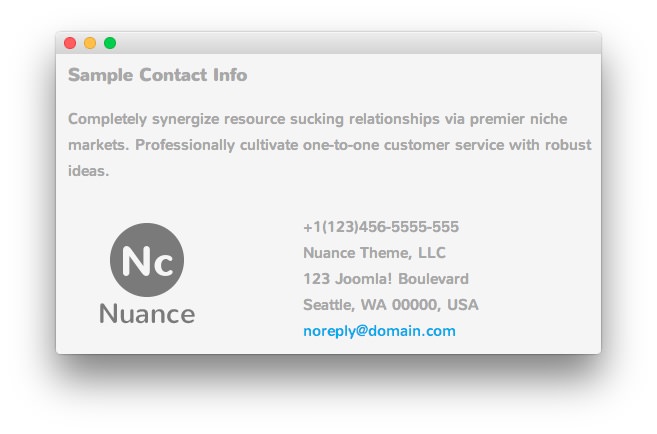 Sample Contact Info
Completely synergize resource sucking relationships via premier niche
markets. Professionally cultivate one-to-one customer service with robust
ideas.
Nc
Nuance
+1(123)456-5555-555
Nuance Theme, LLC
123 Joomla! Boulevard
Seattle, WA 00000, USA
noreply@domain.com